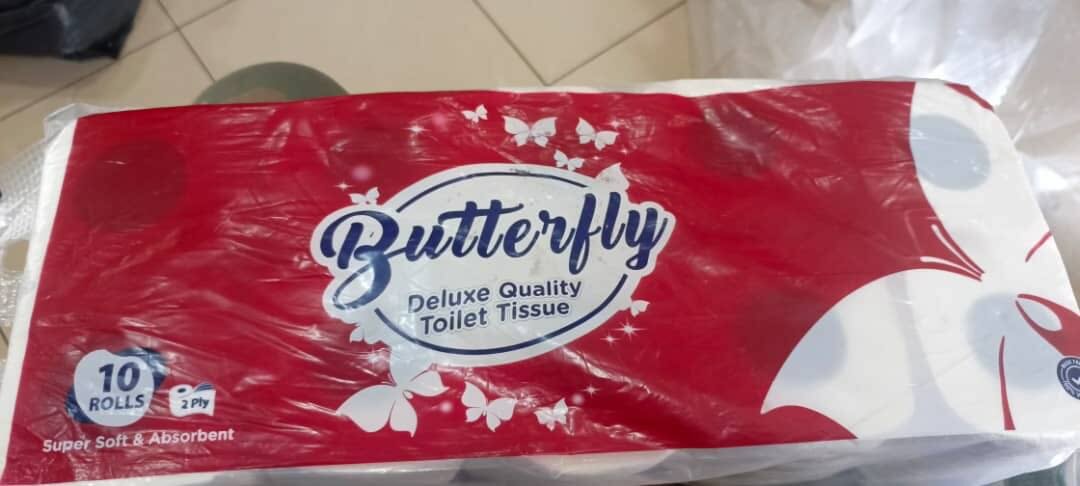 Butterfly
Deluxe Quality
Toilet Tissue
10
ROLLS
2 Ply
Super Soft & Absorbent